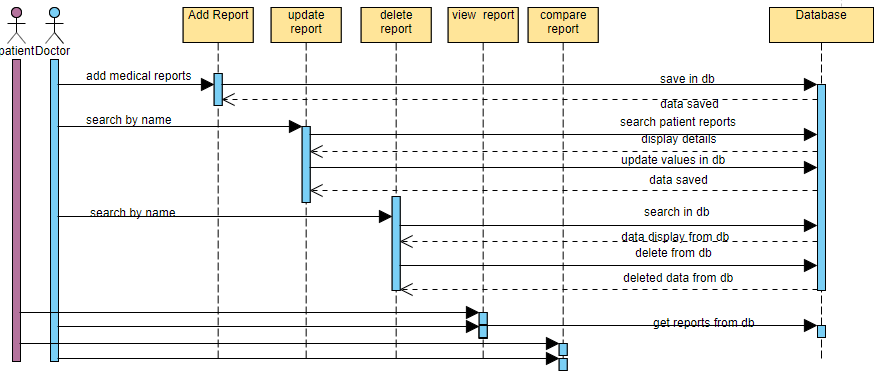 Add Report
update
report
delete
report
view  report
compare
report
Database
patient
Doctor
add medical reports
save in db
data saved
search by name
search patient reports
display details
update values in db
data saved
search by name
search in db
data display from db
delete from db
deleted data from db
get reports from db